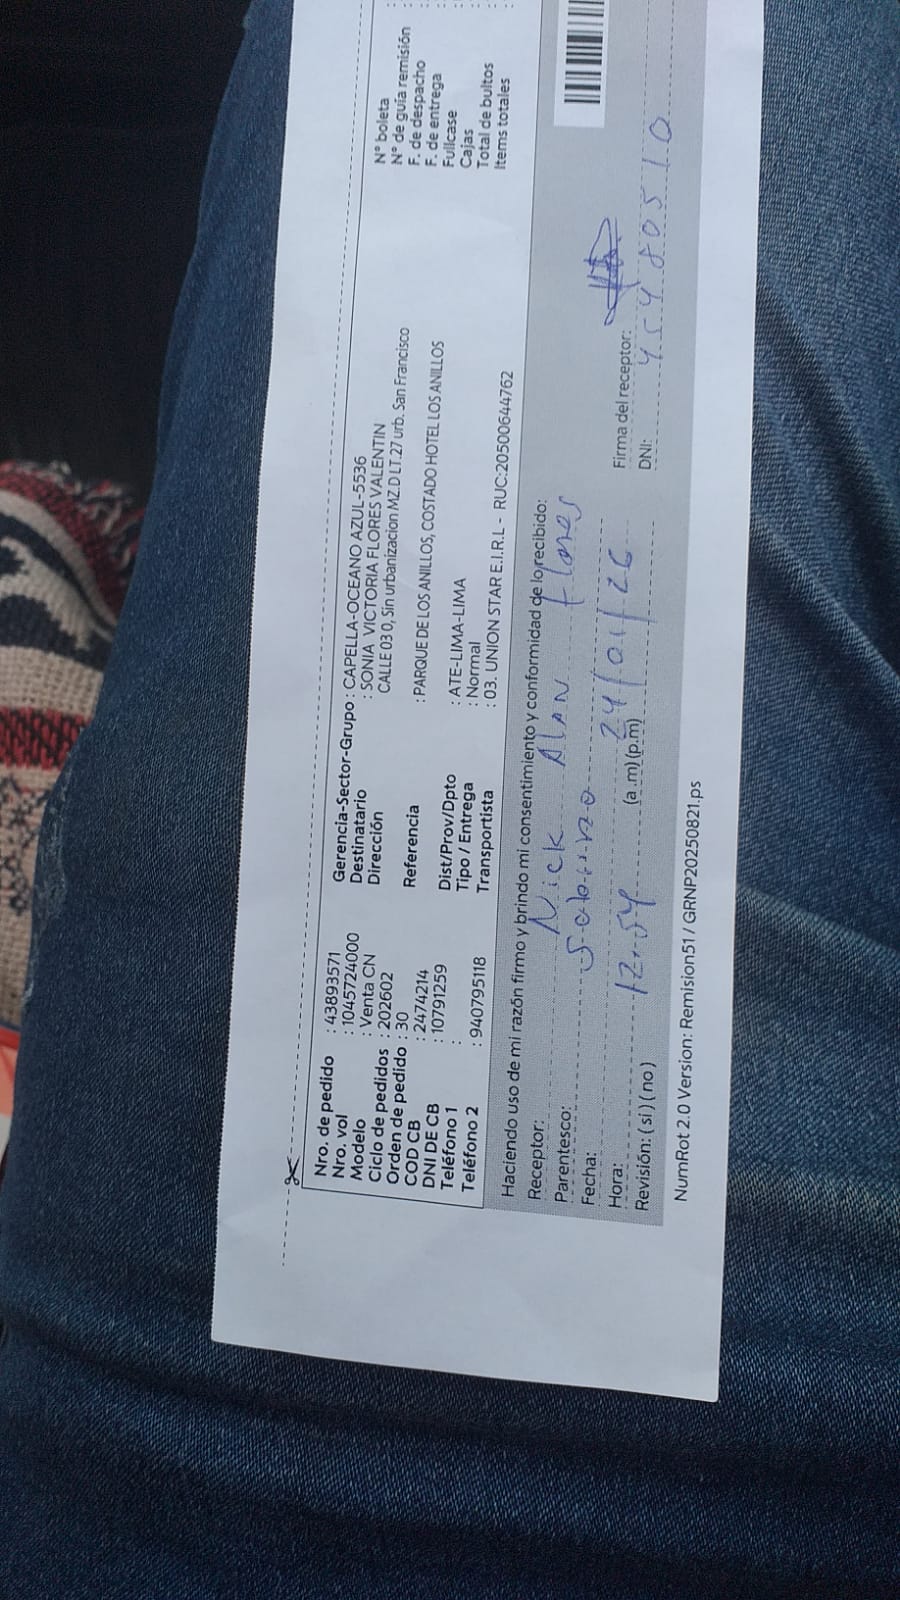 Nro. de pedido : 43893571
Nro. vol : 1045724000
Modelo : Venta CN
Ciclo de pedidos : 202602
Orden de pedido : 30
COD CB : 2474214
DNI DE CB : 10791259
Teléfono 1 :
Teléfono 2 : 940795118
Gerencia-Sector-Grupo : CAPELLA-OCEANO AZUL-5536
Destinatario : SONIA VICTORIA FLORES VALENTIN
Dirección CALLE 03 0, Sin urbanizacion MZ.D LT.27 urb. San Francisco
Referencia : PARQUE DE LOS ANILLOS, COSTADO HOTEL LOS ANILLOS
Dist/Prov/Dpto : ATE-LIMA-LIMA
Tipo / Entrega : Normal
Transportista : 03. UNION STAR E.I.R.L - RUC:20500644762
N° boleta :
N° de guía remisión :
F. de despacho :
F. de entrega :
Fullcase :
Cajas :
Total de bultos :
Items totales :
Haciendo uso de mi razón firmo y brindo mi consentimiento y conformidad de lo recibido:
Receptor: Nick Alan Flores
Parentesco: Sobrino
Fecha: 24/01/26
Hora: 12:54 (a.m) (p.m)
Revisión: ( si ) ( no )
Firma del receptor:
DNI:
NumRot 2.0 Version: Remision51 / GRNP20250821.ps